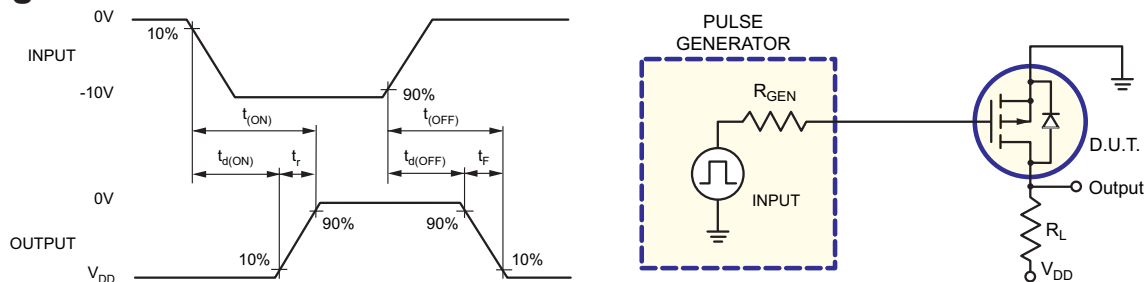 0V
10%
INPUT
-10V
90%
t(ON)
t(OFF)
td(ON)
tr
td(OFF)
tF
0V
90%
90%
OUTPUT
10%
10%
VDD
PULSE
GENERATOR
RGEN
INPUT
D.U.T.
Output
RL
VDD